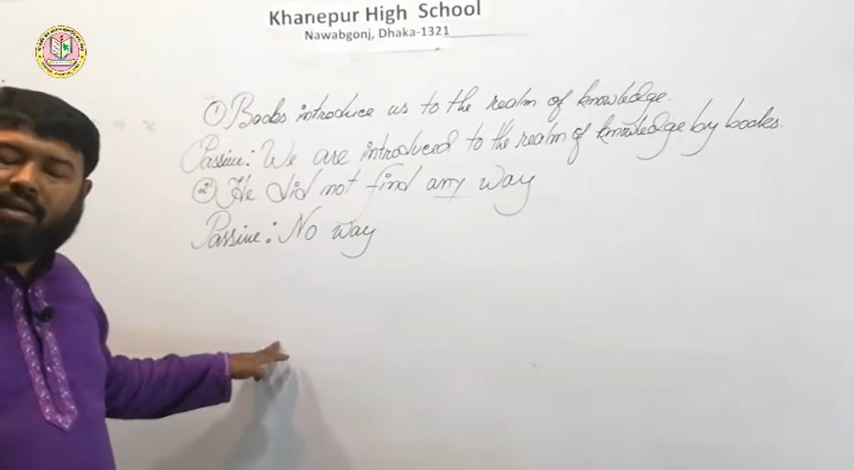 Khanepur High School
Nawabgonj, Dhaka-1321
① Books introduce us to the realm of knowledge.
Passive: We are introduced to the realm of knowledge by books.
② He did not find any way.
Passive: No way